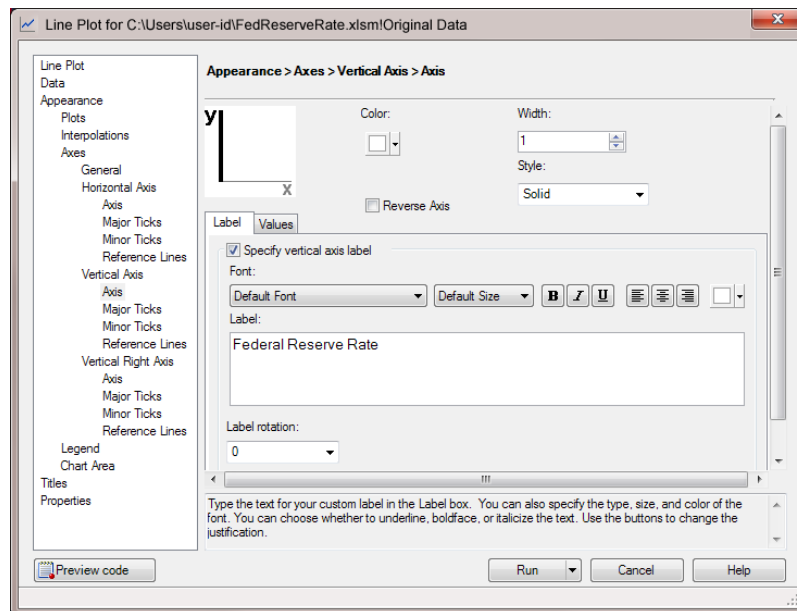 Line Plot for C:\Users\user-id\FedReserveRate.xlsm!Original Data
Line Plot
Data
Appearance
Plots
Interpolations
Axes
General
Horizontal Axis
Axis
Major Ticks
Minor Ticks
Reference Lines
Vertical Axis
Axis
Major Ticks
Minor Ticks
Reference Lines
Vertical Right Axis
Axis
Major Ticks
Minor Ticks
Reference Lines
Legend
Chart Area
Titles
Properties
Appearance > Axes > Vertical Axis > Axis
y
x
Color:
Width:
1
Style:
Solid
Reverse Axis
Label Values
Specify vertical axis label
Font:
Default Font Default Size B I U
Label:
Federal Reserve Rate
Label rotation:
0
Type the text for your custom label in the Label box. You can also specify the type, size, and color of the
font. You can choose whether to underline, boldface, or italicize the text. Use the buttons to change the
justification.
Preview code Run Cancel Help